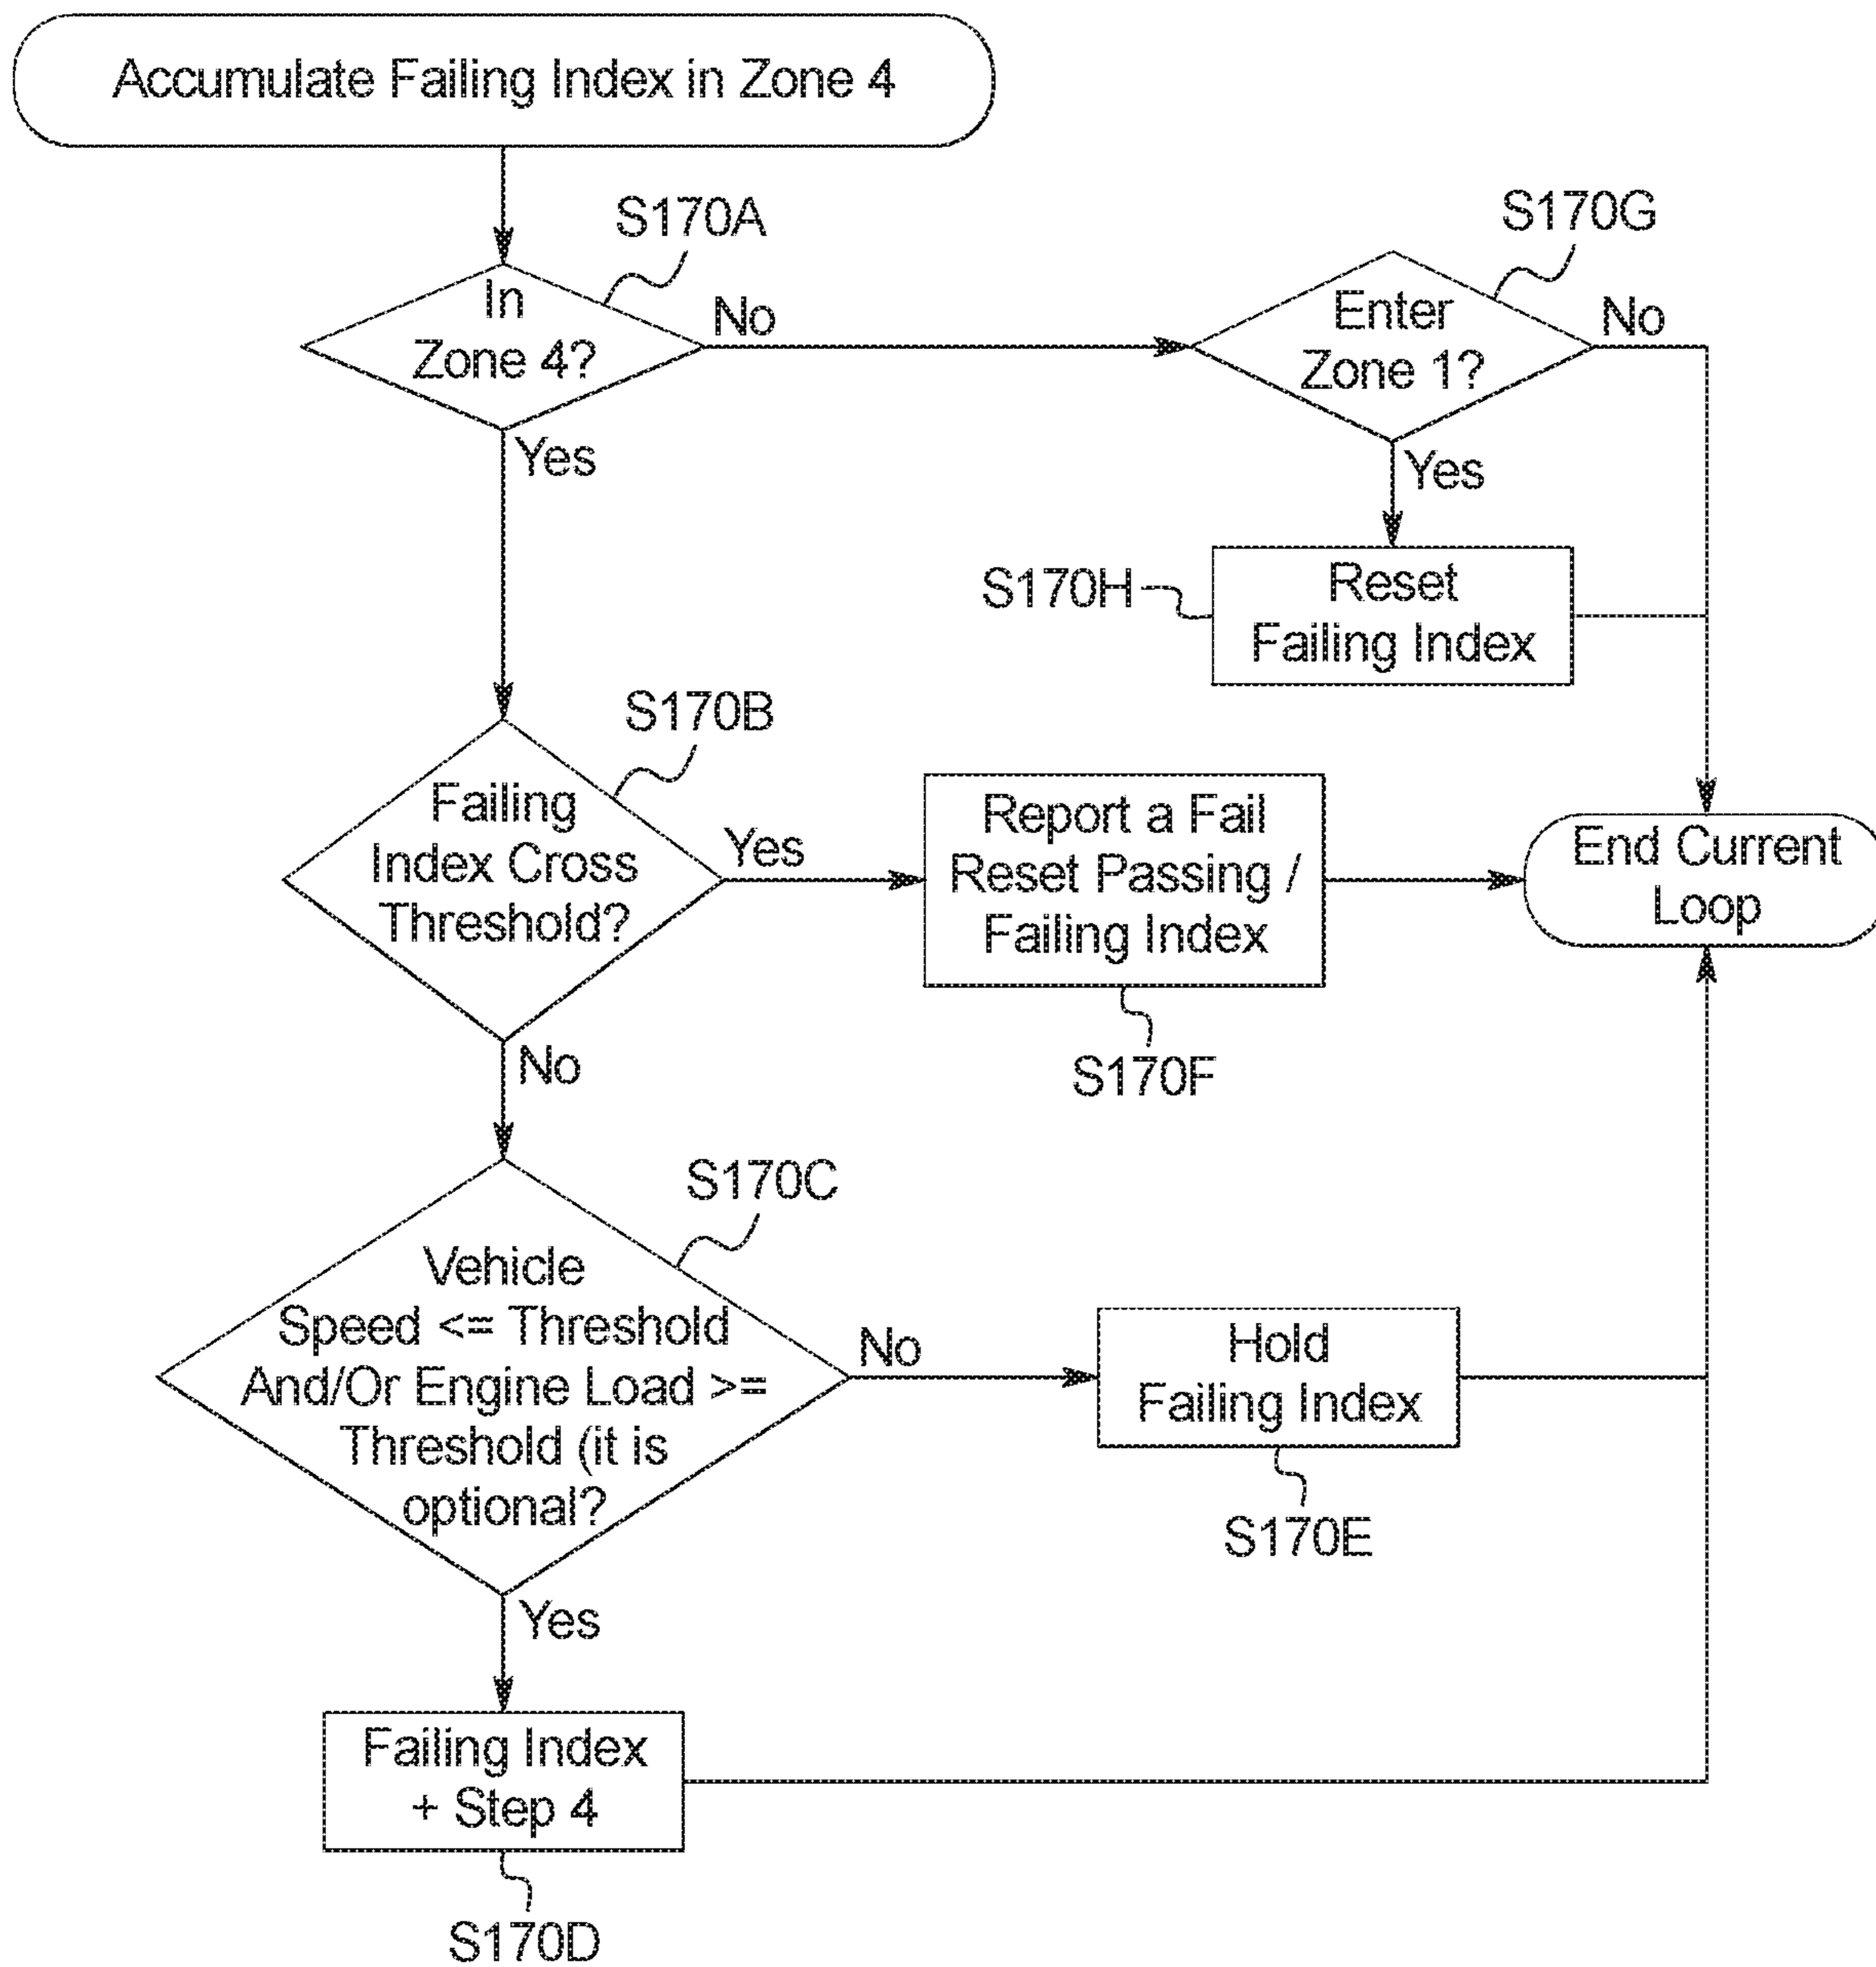 Accumulate Failing Index in Zone 4
S170A
S170G
In
Zone 4?
No
Enter
Zone 1?
No
Yes
Yes
S170H
Reset
Failing Index
S170B
Failing
Index Cross
Threshold?
Yes
Report a Fail
Reset Passing /
Failing Index
End Current
Loop
No
S170F
S170C
Vehicle
Speed <= Threshold
And/Or Engine Load >=
Threshold (it is
optional?
No
Hold
Failing Index
S170E
Yes
Failing Index
+ Step 4
S170D